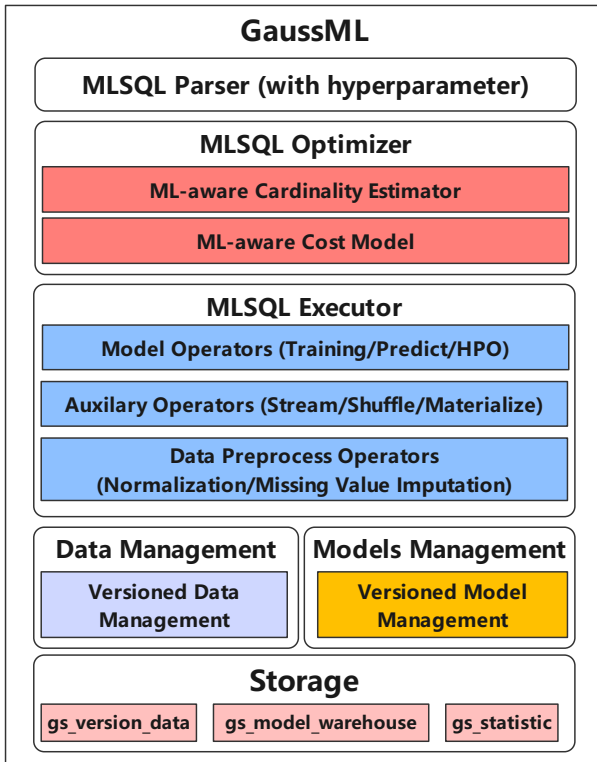 GaussML
MLSQL Parser (with hyperparameter)
MLSQL Optimizer
ML-aware Cardinality Estimator
ML-aware Cost Model
MLSQL Executor
Model Operators (Training/Predict/HPO)
Auxilary Operators (Stream/Shuffle/Materialize)
Data Preprocess Operators
(Normalization/Missing Value Imputation)
Data Management
Versioned Data
Management
Models Management
Versioned Model
Management
Storage
gs_version_data
gs_model_warehouse
gs_statistic